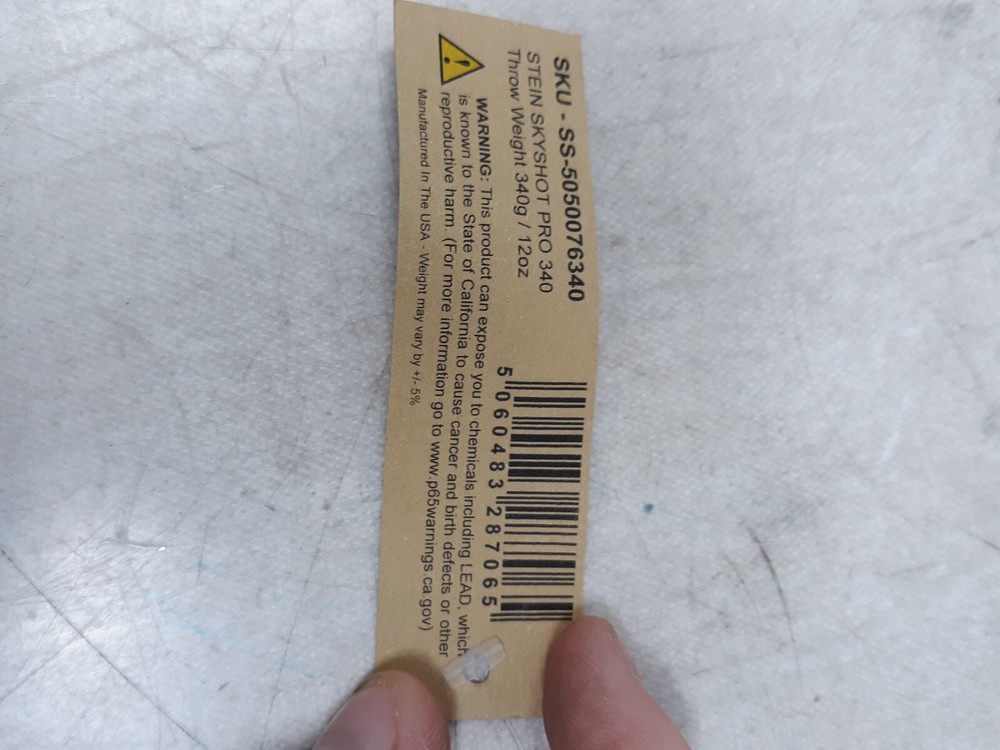 SKU - SS-5050076340
STEIN SKYSHOT PRO 340
Throw Weight 340g / 12oz
5 060483 287065
WARNING: This product can expose you to chemicals including LEAD, which
is known to the State of California to cause cancer and birth defects or other
reproductive harm. (For more information go to www.p65warnings.ca.gov)
Manufactured In The USA - Weight may vary by +/- 5%